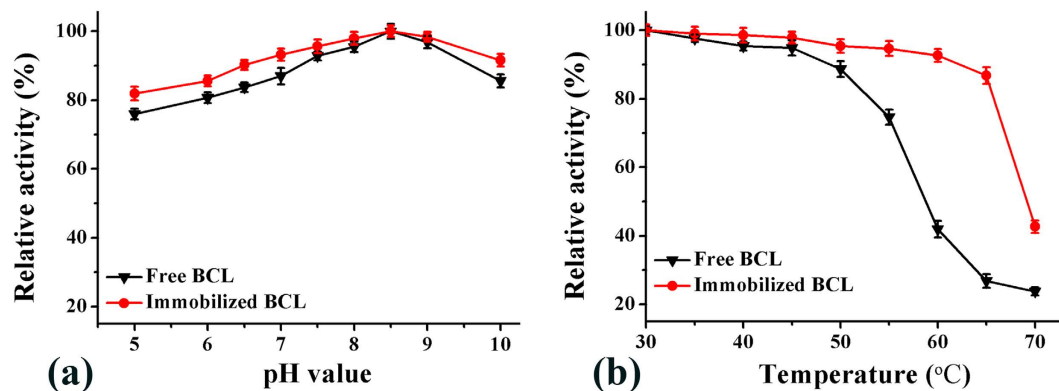 Relative activity (%)
100
80
60
40
20
Free BCL
Immobilized BCL
5 6 7 8 9 10
pH value
(a)
Relative activity (%)
100
80
60
40
20
Free BCL
Immobilized BCL
30 40 50 60 70
Temperature (°C)
(b)